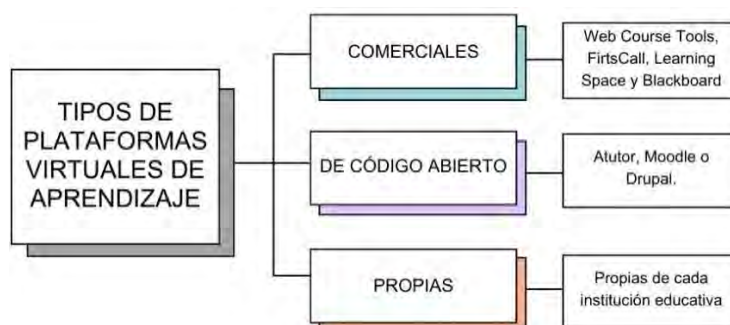 TIPOS DE
PLATAFORMAS
VIRTUALES DE
APRENDIZAJE
COMERCIALES
Web Course Tools,
FirtsCall, Learning
Space y Blackboard
DE CÓDIGO ABIERTO
Atutor, Moodle o
Drupal.
PROPIAS
Propias de cada
institución educativa